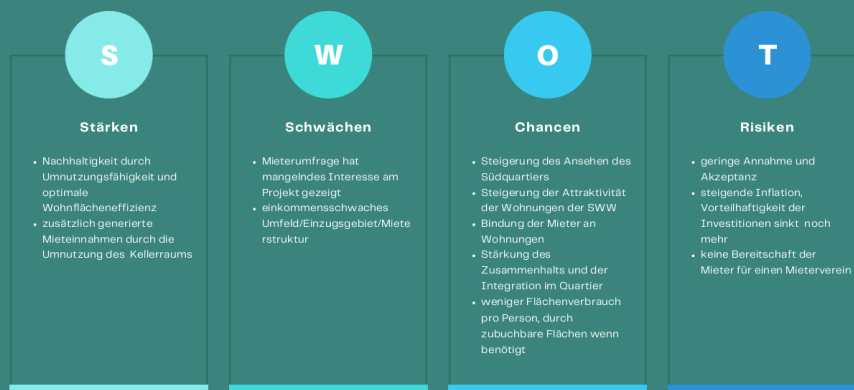 S
Stärken
• Nachhaltigkeit durch
Umnutzungsfähigkeit und
optimale
Wohnflächeneffizienz
• zusätzlich generierte
Mieteinnahmen durch die
Umnutzung des Kellerraums
W
Schwächen
• Mieterumfrage hat
mangelndes Interesse am
Projekt gezeigt
• einkommensschwaches
Umfeld/Einzugsgebiet/Miete
rstruktur
O
Chancen
• Steigerung des Ansehen des
Südquartiers
• Steigerung der Attraktivität
der Wohnungen der SWW
• Bindung der Mieter an
Wohnungen
• Stärkung des
Zusammenhalts und der
Integration im Quartier
• weniger Flächenverbrauch
pro Person, durch
zubuchbare Flächen wenn
benötigt
T
Risiken
• geringe Annahme und
Akzeptanz
• steigende Inflation,
Vorteilhaftigkeit der
Investitionen sinkt noch
mehr
• keine Bereitschaft der
Mieter für einen Mieterverein